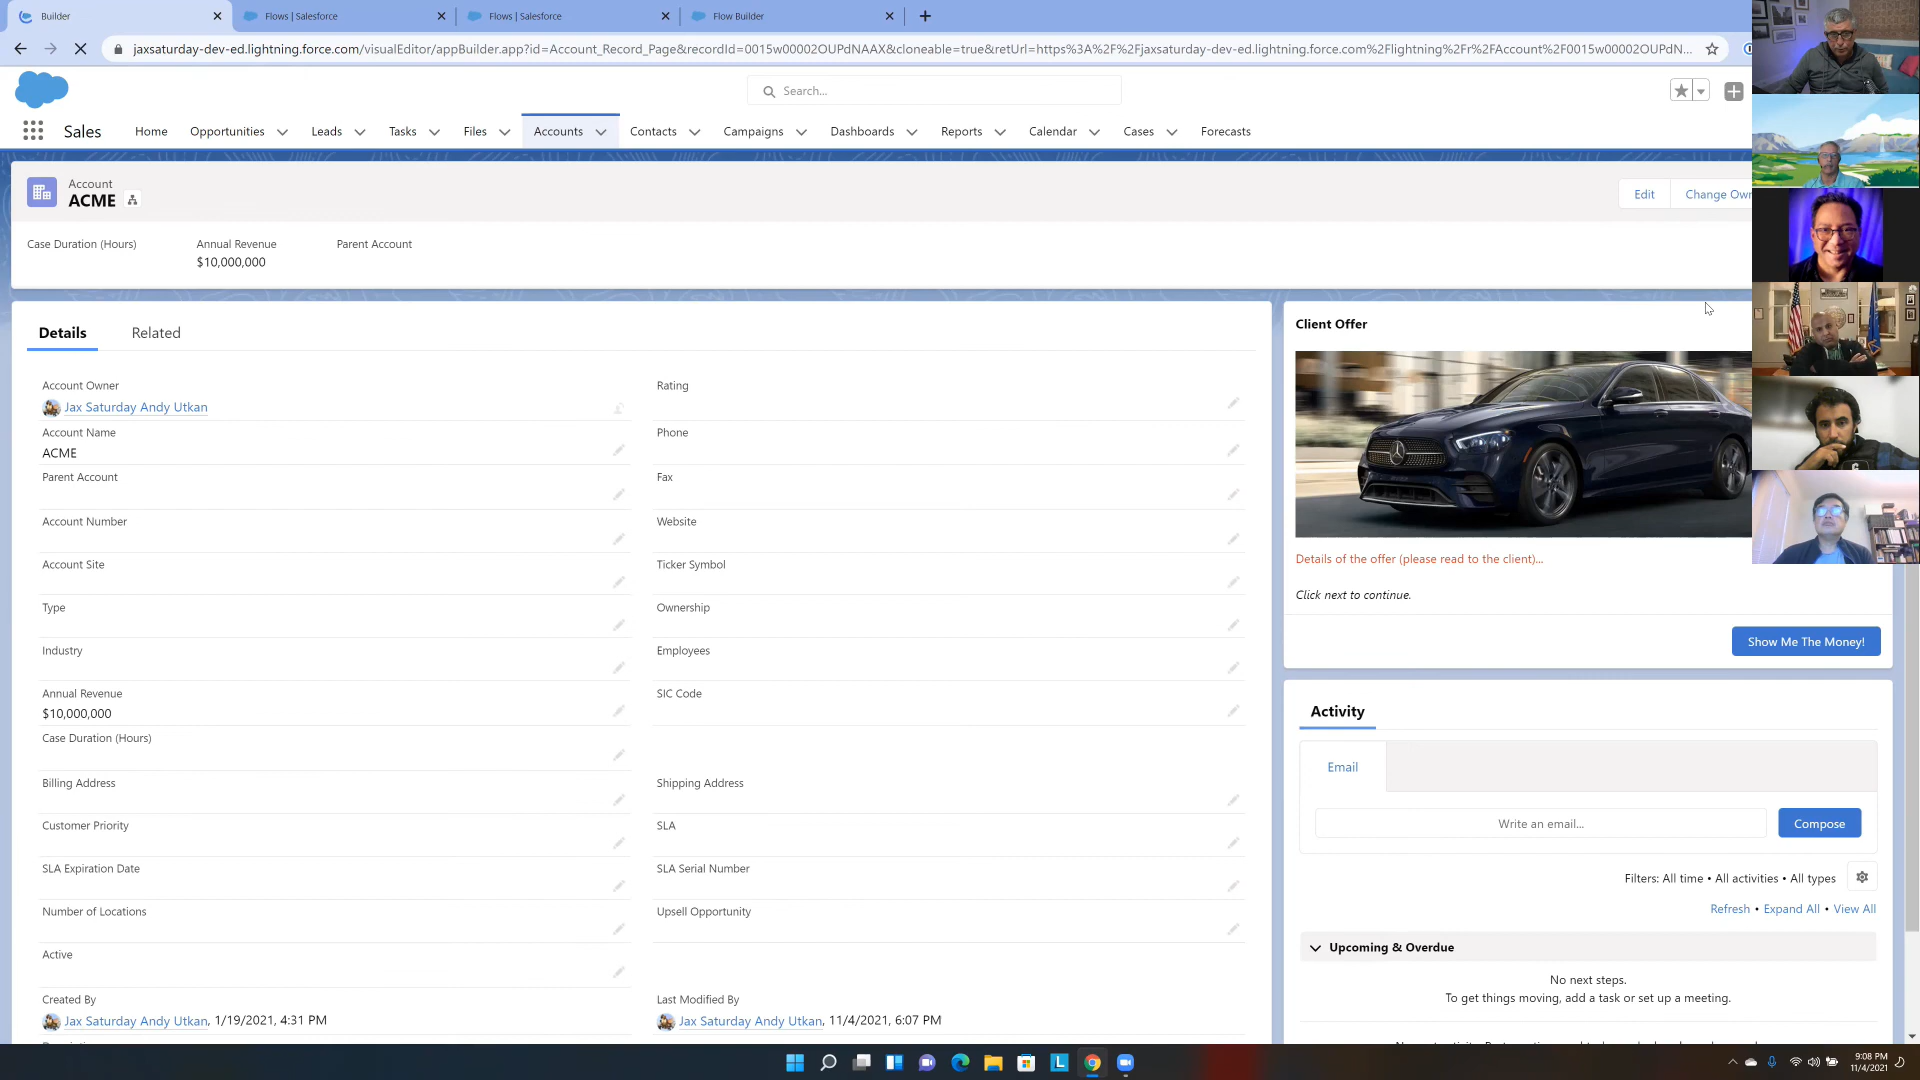 Builder
Flows | Salesforce
Flows | Salesforce
Flow Builder
jaxsaturday-dev-ed.lightning.force.com/visualEditor/appBuilder.app?id=Account_Record_Page&recordId=0015w00002OUPdNAAX&cloneable=true&retUrl=https%3A%2F%2Fjaxsaturday-dev-ed.lightning.force.com%2Flightning%2Fr%2FAccount%2F0015w00002OUPdN...
Search...
Sales
Home
Opportunities
Leads
Tasks
Files
Accounts
Contacts
Campaigns
Dashboards
Reports
Calendar
Cases
Forecasts
Account
ACME
Edit
Change Own
Case Duration (Hours)
Annual Revenue
Parent Account
$10,000,000
Details
Related
Client Offer
Account Owner
Rating
Jax Saturday Andy Utkan
Account Name
Phone
ACME
Parent Account
Fax
Account Number
Website
Account Site
Ticker Symbol
Details of the offer (please read to the client)...
Type
Ownership
Click next to continue.
Industry
Employees
Show Me The Money!
Annual Revenue
SIC Code
$10,000,000
Activity
Case Duration (Hours)
Email
Billing Address
Shipping Address
Customer Priority
SLA
Write an email...
Compose
SLA Expiration Date
SLA Serial Number
Filters: All time • All activities • All types
Number of Locations
Upsell Opportunity
Refresh • Expand All • View All
Active
Upcoming & Overdue
No next steps.
To get things moving, add a task or set up a meeting.
Created By
Last Modified By
Jax Saturday Andy Utkan, 1/19/2021, 4:31 PM
Jax Saturday Andy Utkan, 11/4/2021, 6:07 PM
9:08 PM
11/4/2021